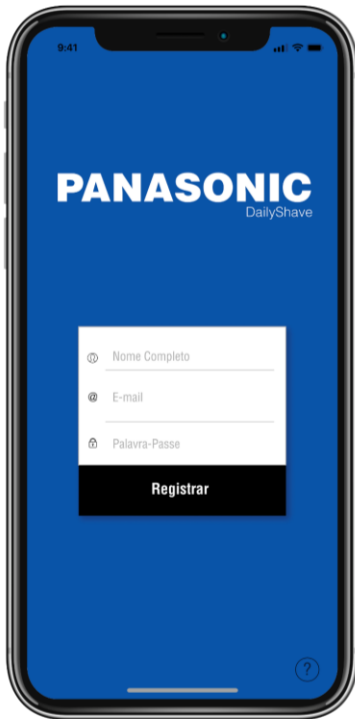 9:41
PANASONIC
DailyShave
Nome Completo
@ E-mail
Palavra-Passe
Registrar
?